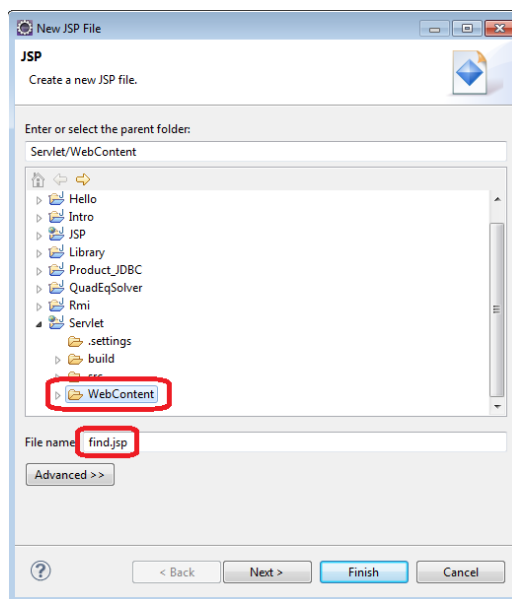 New JSP File
JSP
Create a new JSP file.
Enter or select the parent folder:
Servlet/WebContent
Hello
Intro
JSP
Library
Product_JDBC
QuadEqSolver
Rmi
Servlet
.settings
build
src
WebContent
File name: find.jsp
Advanced >>
? < Back Next > Finish Cancel